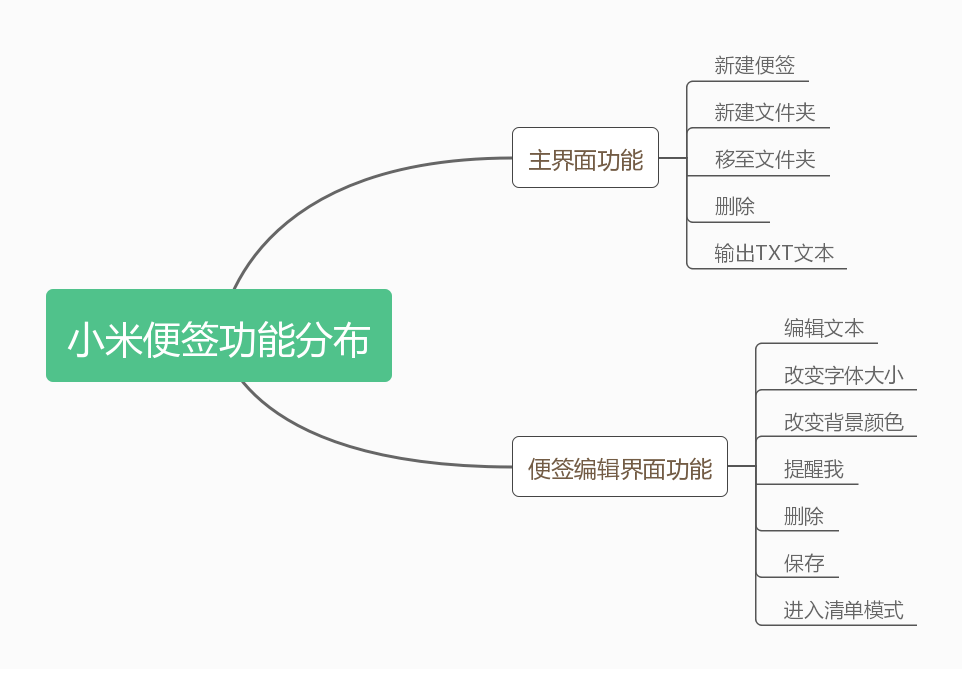 小米便签功能分布
主界面功能
新建便签
新建文件夹
移至文件夹
删除
输出TXT文本
便签编辑界面功能
编辑文本
改变字体大小
改变背景颜色
提醒我
删除
保存
进入清单模式